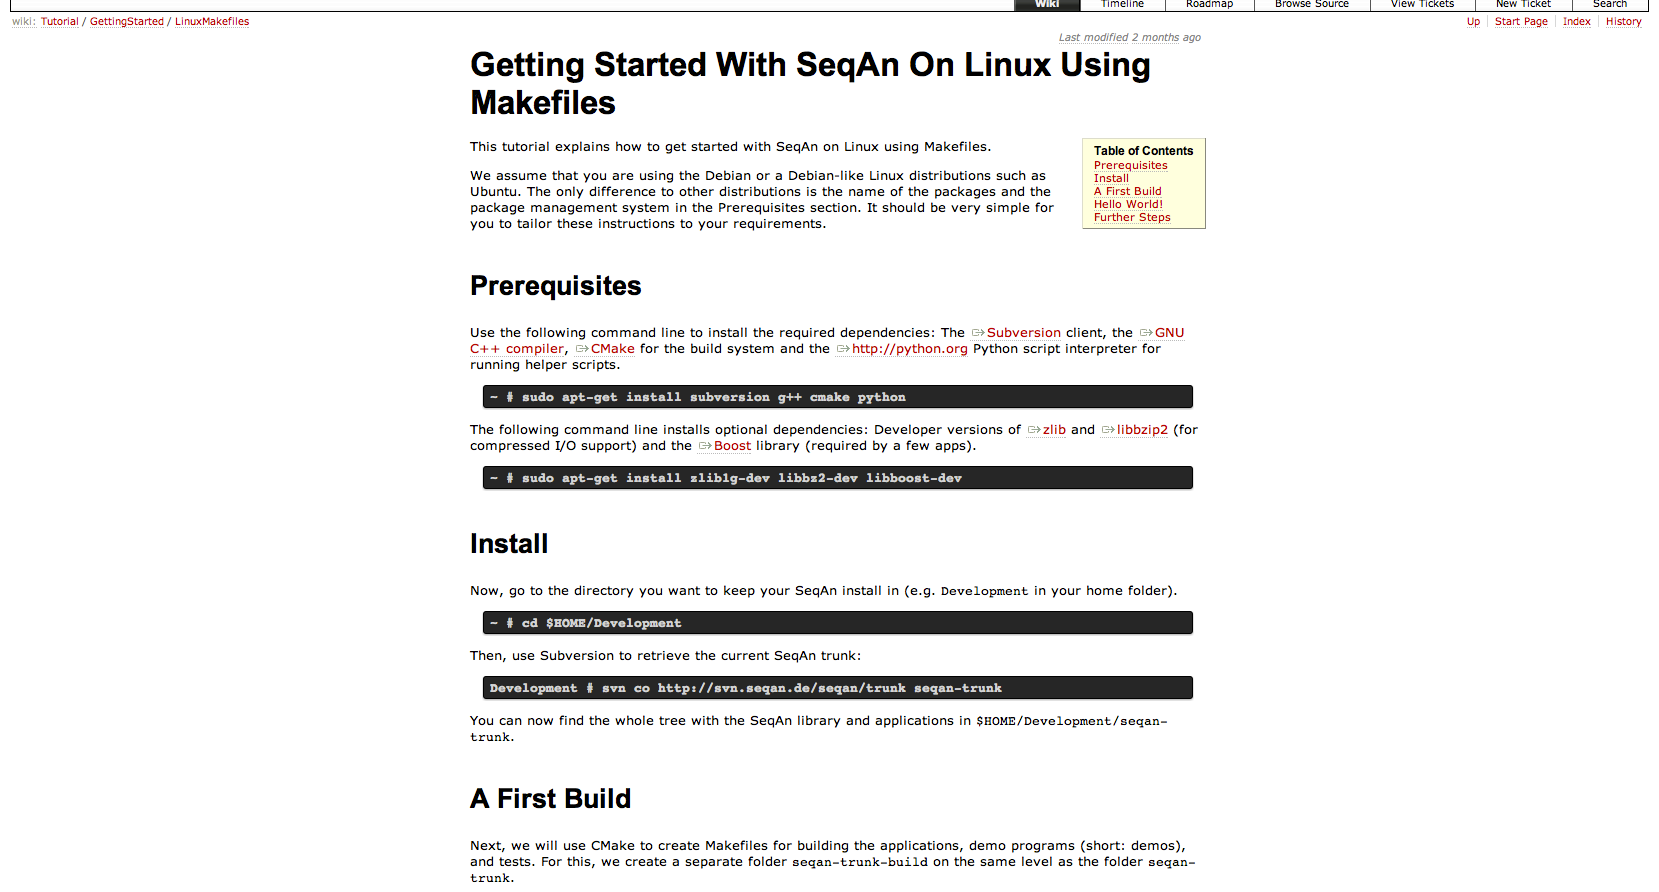 Wiki Timeline Roadmap Browse Source View Tickets New Ticket Search
wiki: Tutorial / GettingStarted / LinuxMakefiles
Up Start Page Index History
Last modified 2 months ago
Getting Started With SeqAn On Linux Using
Makefiles
This tutorial explains how to get started with SeqAn on Linux using Makefiles.
We assume that you are using the Debian or a Debian-like Linux distributions such as
Ubuntu. The only difference to other distributions is the name of the packages and the
package management system in the Prerequisites section. It should be very simple for
you to tailor these instructions to your requirements.
Table of Contents
Prerequisites
Install
A First Build
Hello World!
Further Steps
Prerequisites
Use the following command line to install the required dependencies: The Subversion client, the GNU
C++ compiler, CMake for the build system and the http://python.org Python script interpreter for
running helper scripts.
~ # sudo apt-get install subversion g++ cmake python
The following command line installs optional dependencies: Developer versions of zlib and libbzip2 (for
compressed I/O support) and the Boost library (required by a few apps).
~ # sudo apt-get install zlib1g-dev libbz2-dev libboost-dev
Install
Now, go to the directory you want to keep your SeqAn install in (e.g. Development in your home folder).
~ # cd $HOME/Development
Then, use Subversion to retrieve the current SeqAn trunk:
Development # svn co http://svn.seqan.de/seqan/trunk seqan-trunk
You can now find the whole tree with the SeqAn library and applications in $HOME/Development/seqan-
trunk.
A First Build
Next, we will use CMake to create Makefiles for building the applications, demo programs (short: demos),
and tests. For this, we create a separate folder seqan-trunk-build on the same level as the folder seqan-
trunk.